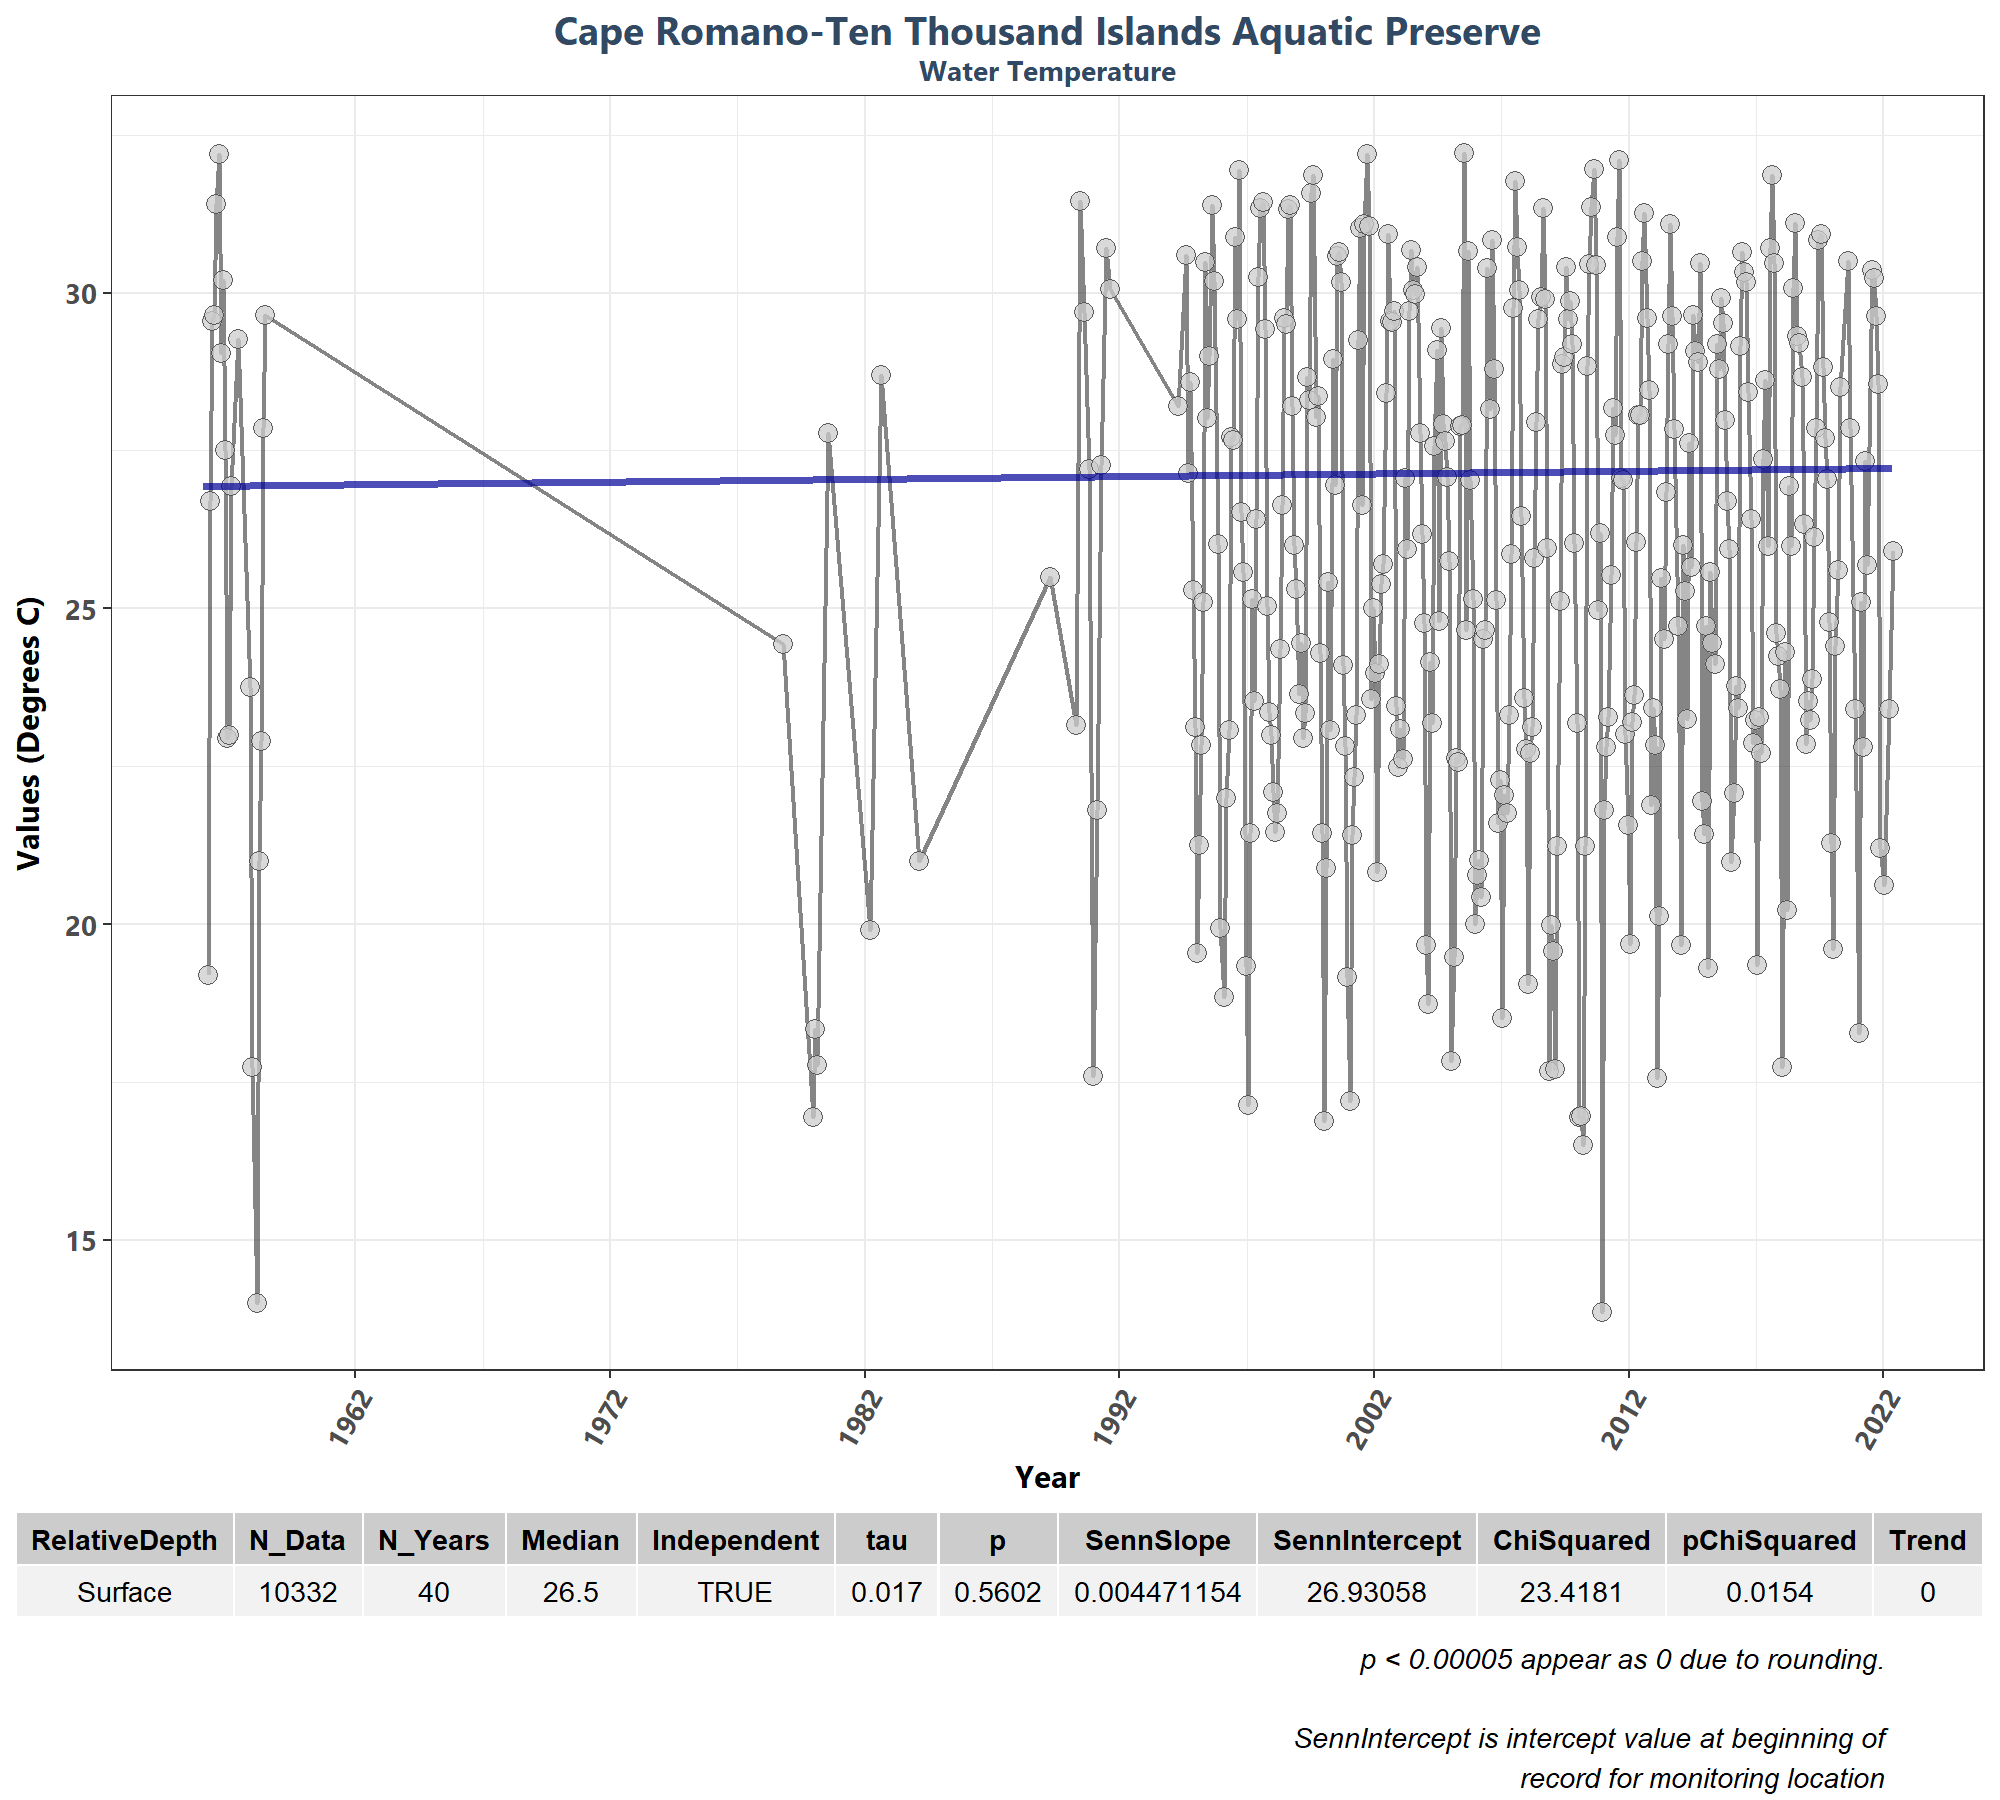 Cape Romano-Ten Thousand Islands Aquatic Preserve
Water Temperature
Values (Degrees C)
30
25
20
15
1962
1972
1982
1992
2002
2012
2022
Year
RelativeDepth N_Data N_Years Median Independent tau p SennSlope SennIntercept ChiSquared pChiSquared Trend
Surface 10332 40 26.5 TRUE 0.017 0.5602 0.004471154 26.93058 23.4181 0.0154 0
p < 0.00005 appear as 0 due to rounding.
SennIntercept is intercept value at beginning of
record for monitoring location